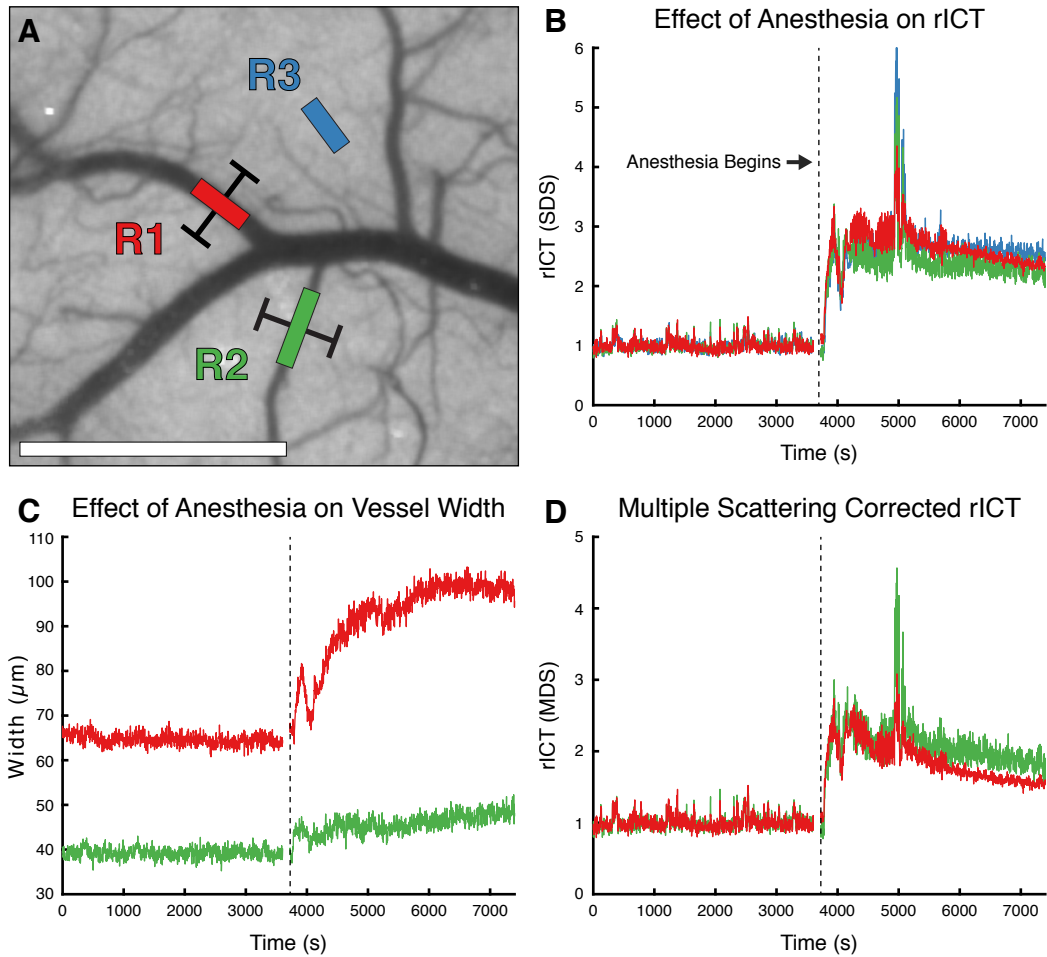 A
R3
R1
R2
B
Effect of Anesthesia on rICT
6
5
4
3
2
1
0
rICT (SDS)
Anesthesia Begins
0 1000 2000 3000 4000 5000 6000 7000
Time (s)
C
Effect of Anesthesia on Vessel Width
110
100
90
80
70
60
50
40
30
Width (µm)
0 1000 2000 3000 4000 5000 6000 7000
Time (s)
D
Multiple Scattering Corrected rICT
5
4
3
2
1
0
rICT (MDS)
0 1000 2000 3000 4000 5000 6000 7000
Time (s)